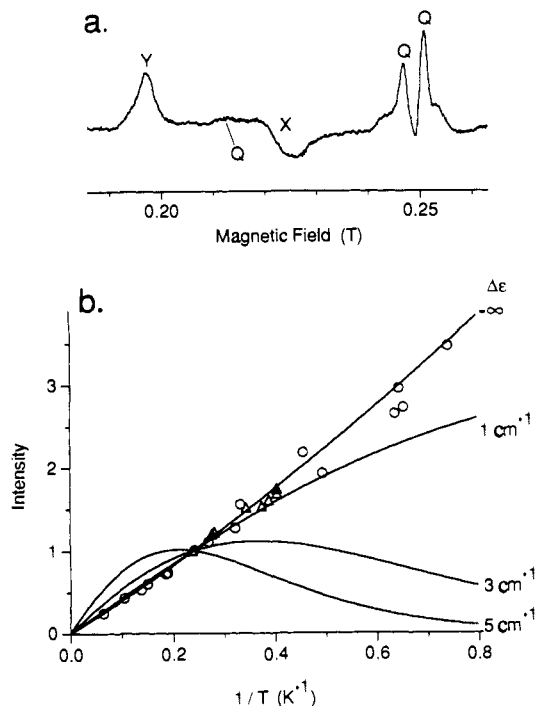 a.
Y
Q
Q
X
Q
0.20
0.25
Magnetic Field (T)
b.
Δε
-∞
3
2
1
0
Intensity
1 cm⁻¹
3 cm⁻¹
5 cm⁻¹
0.0
0.2
0.4
0.6
0.8
1/T (K⁻¹)